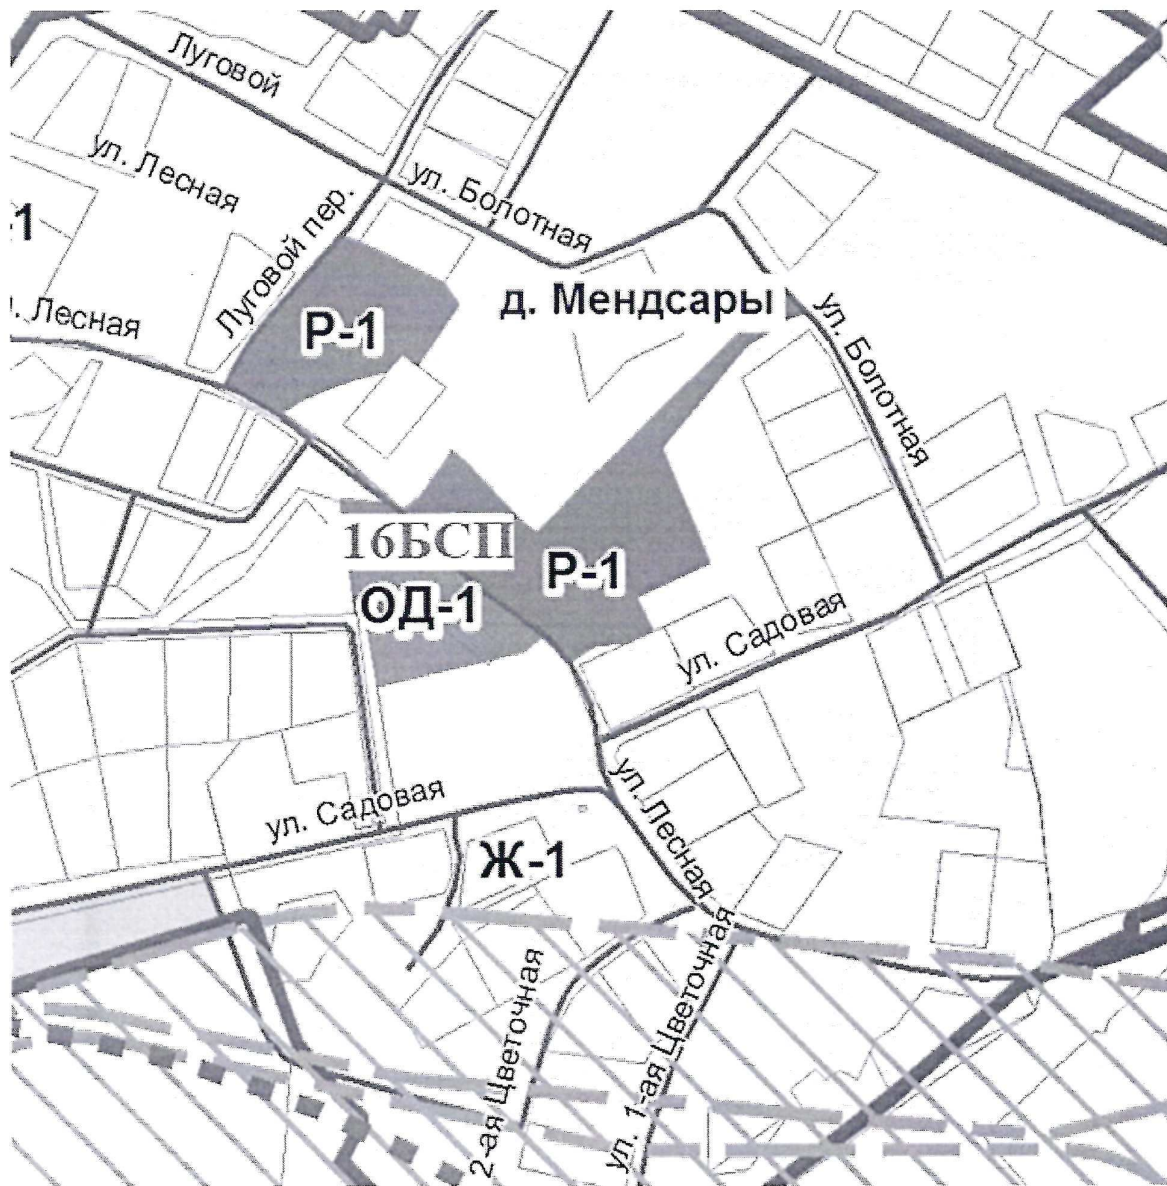 Луговой
ул. Лесная
ул. Болотная
-1
Луговой пер.
д. Мендсары
л. Лесная
Р-1
ул. Болотная
16БСП
Р-1
ОД-1
ул. Садовая
ул. Лесная
ул. Садовая
Ж-1
2-ая Цветочная
ул. 1-ая Цветочная